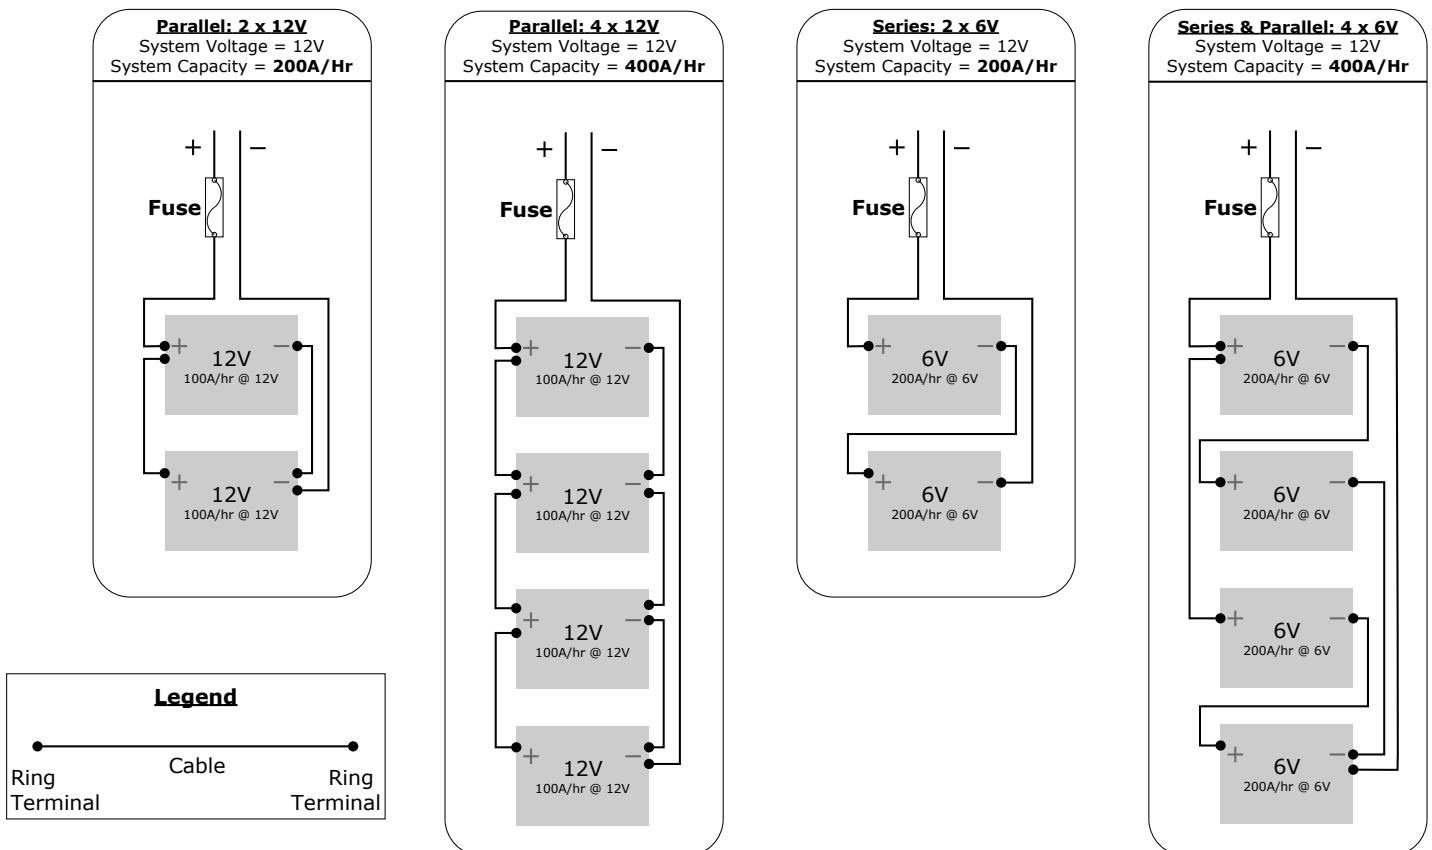 Parallel: 2 x 12V
System Voltage = 12V
System Capacity = 200A/Hr
+
−
Fuse
+
−
12V
100A/hr @ 12V
+
−
12V
100A/hr @ 12V
Parallel: 4 x 12V
System Voltage = 12V
System Capacity = 400A/Hr
+
−
Fuse
+
−
12V
100A/hr @ 12V
+
−
12V
100A/hr @ 12V
+
−
12V
100A/hr @ 12V
+
−
12V
100A/hr @ 12V
Series: 2 x 6V
System Voltage = 12V
System Capacity = 200A/Hr
+
−
Fuse
+
−
6V
200A/hr @ 6V
+
−
6V
200A/hr @ 6V
Series & Parallel: 4 x 6V
System Voltage = 12V
System Capacity = 400A/Hr
+
−
Fuse
+
−
6V
200A/hr @ 6V
+
−
6V
200A/hr @ 6V
+
−
6V
200A/hr @ 6V
+
−
6V
200A/hr @ 6V
Legend
Cable
Ring
Terminal
Ring
Terminal